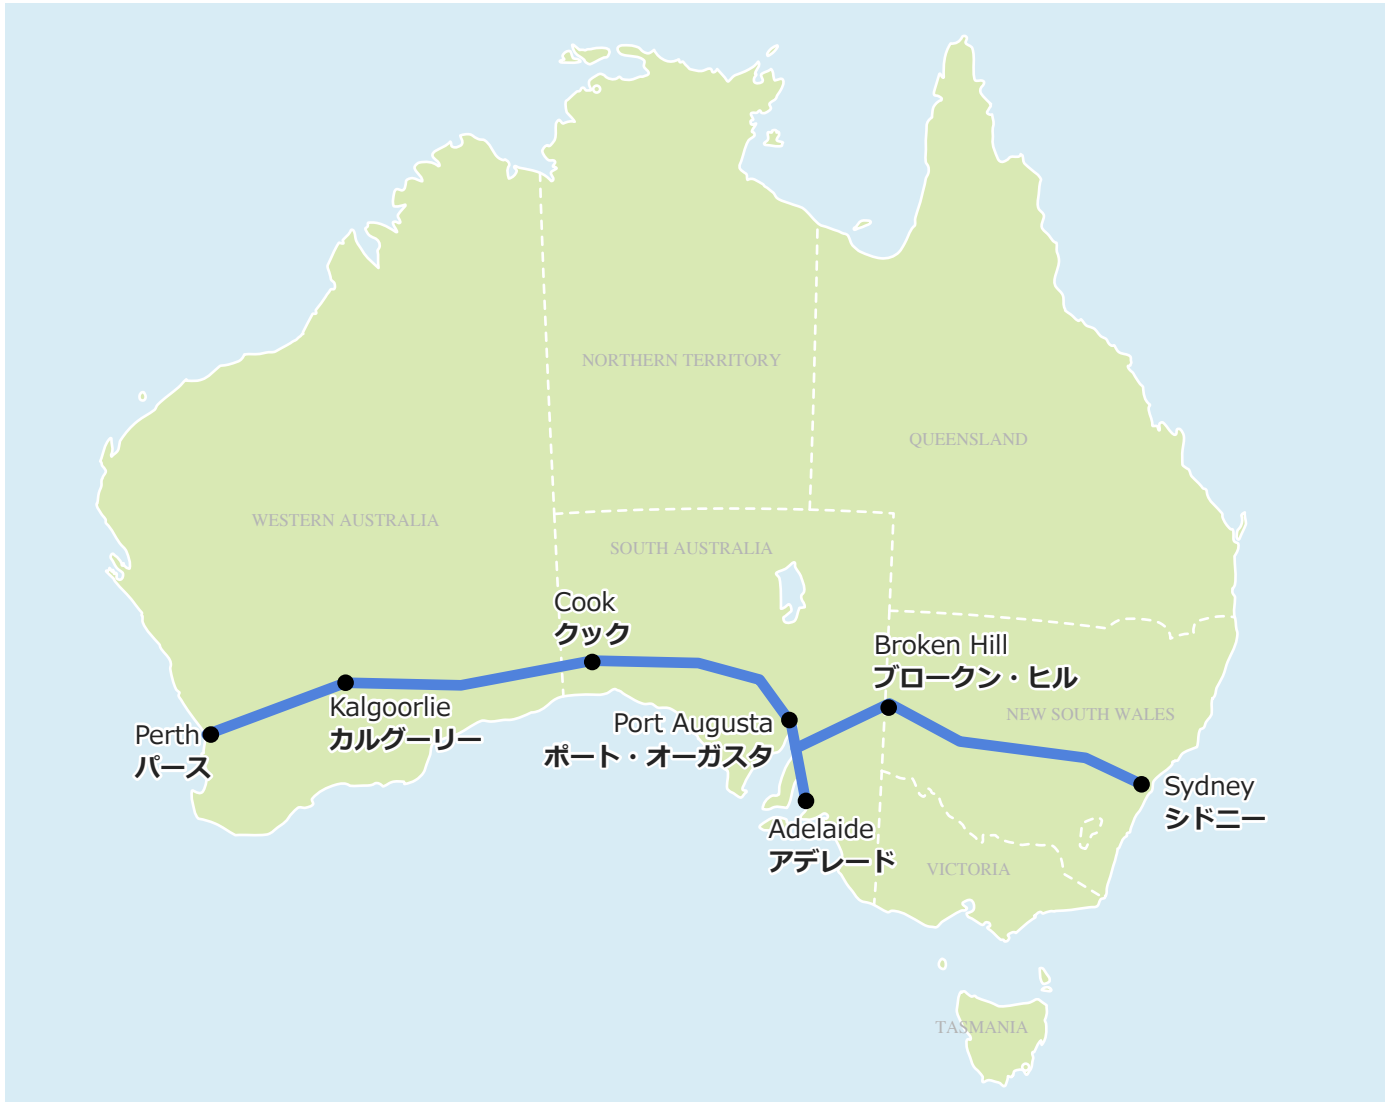 NORTHERN TERRITORY
QUEENSLAND
WESTERN AUSTRALIA
SOUTH AUSTRALIA
Cook
クック
Broken Hill
ブロークン・ヒル
Kalgoorlie
カルグーリー
NEW SOUTH WALES
Port Augusta
ポート・オーガスタ
Perth
パース
Sydney
シドニー
Adelaide
アデレード
VICTORIA
TASMANIA